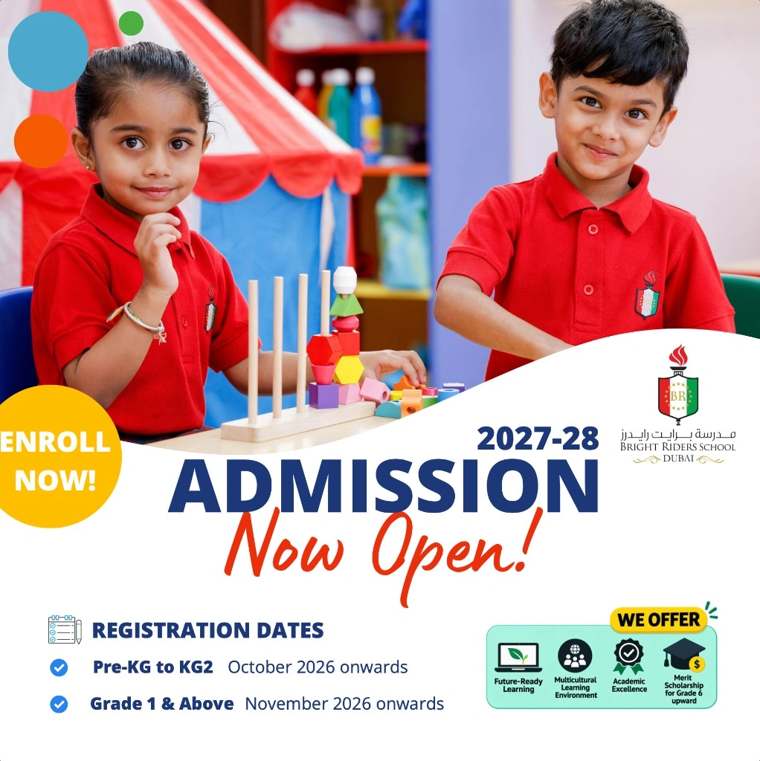 ENROLL
NOW!
2027-28
ADMISSION
Now Open!
BR
مدرسة برايت رايدرز
BRIGHT RIDERS SCHOOL
DUBAI
REGISTRATION DATES
Pre-KG to KG2 October 2026 onwards
Grade 1 & Above November 2026 onwards
WE OFFER
Future-Ready
Learning
Multicultural
Learning
Environment
Academic
Excellence
$
Merit
Scholarship
for Grade 6
upward